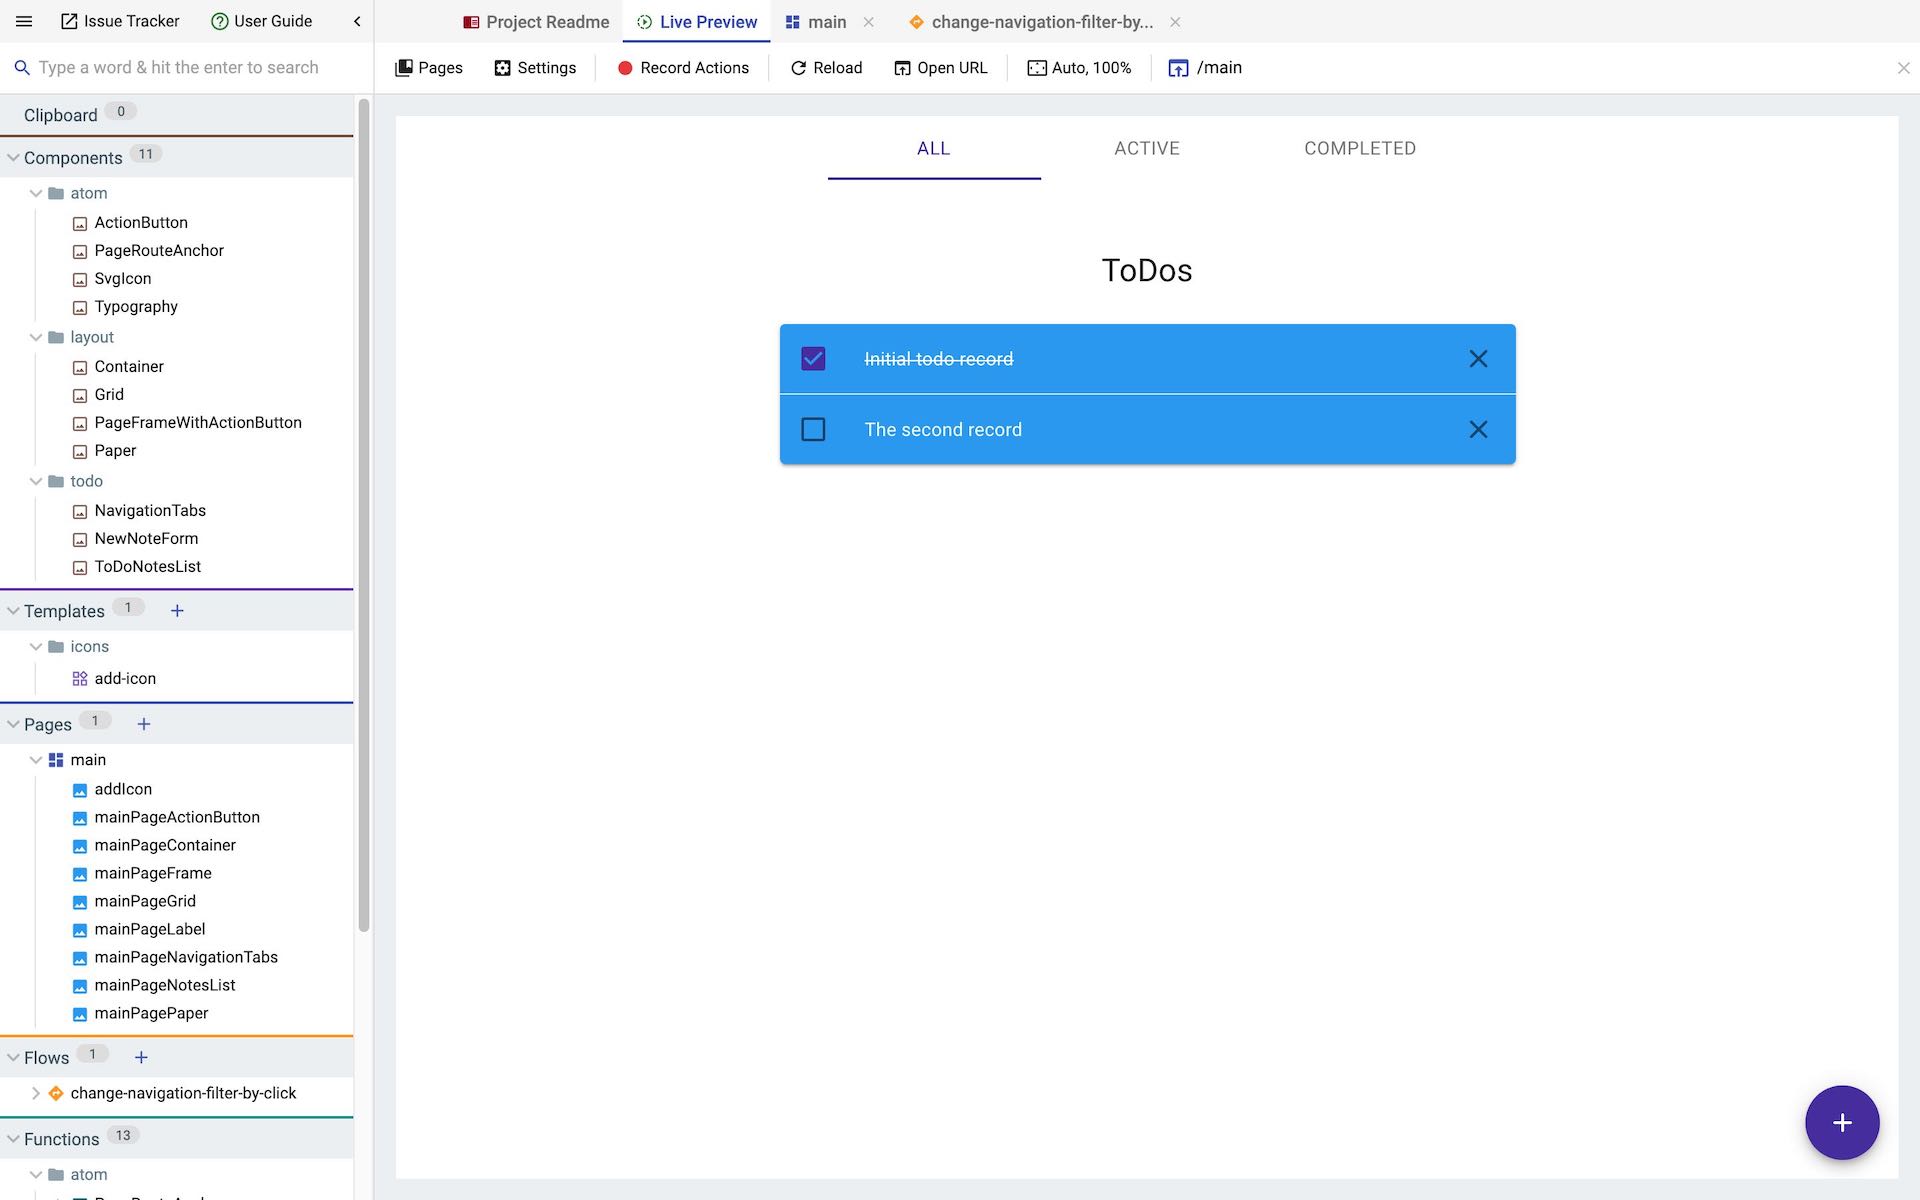 Issue Tracker
User Guide
Project Readme
Live Preview
main
change-navigation-filter-by...
Type a word & hit the enter to search
Pages
Settings
Record Actions
Reload
Open URL
Auto, 100%
/main
Clipboard 0
Components 11
atom
ActionButton
PageRouteAnchor
SvgIcon
Typography
layout
Container
Grid
PageFrameWithActionButton
Paper
todo
NavigationTabs
NewNoteForm
ToDoNotesList
Templates 1 +
icons
add-icon
Pages 1 +
main
addIcon
mainPageActionButton
mainPageContainer
mainPageFrame
mainPageGrid
mainPageLabel
mainPageNavigationTabs
mainPageNotesList
mainPagePaper
Flows 1 +
change-navigation-filter-by-click
Functions 13
atom
ALL
ACTIVE
COMPLETED
ToDos
Initial todo record
The second record